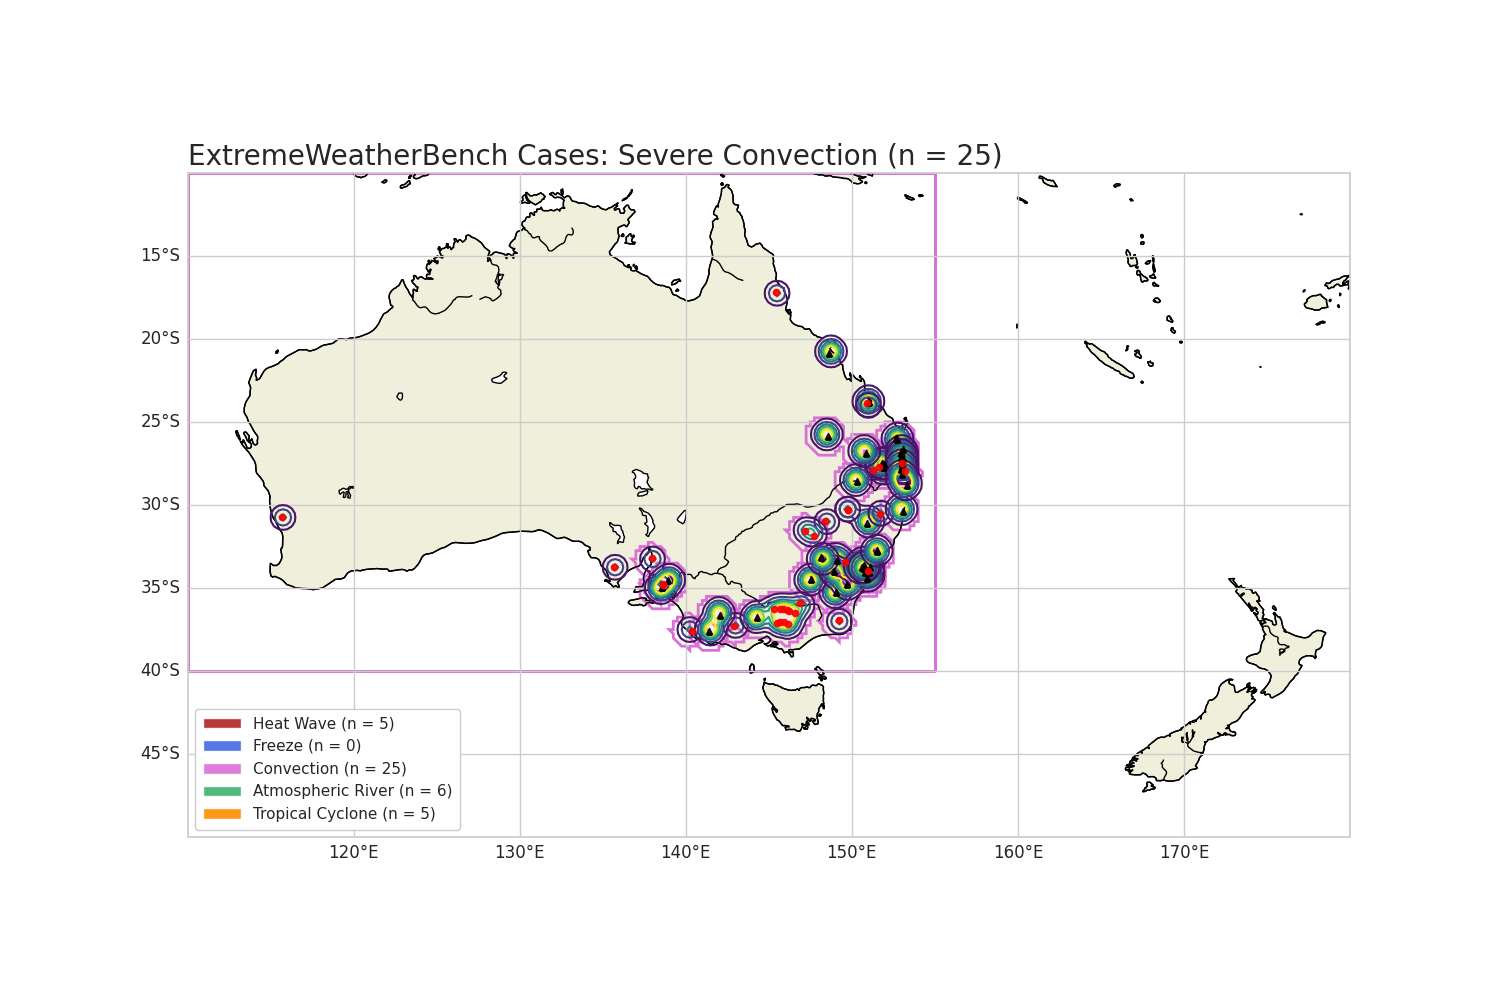 ExtremeWeatherBench Cases: Severe Convection (n = 25)
15°S
20°S
25°S
30°S
35°S
40°S
45°S
Heat Wave (n = 5)
Freeze (n = 0)
Convection (n = 25)
Atmospheric River (n = 6)
Tropical Cyclone (n = 5)
120°E
130°E
140°E
150°E
160°E
170°E